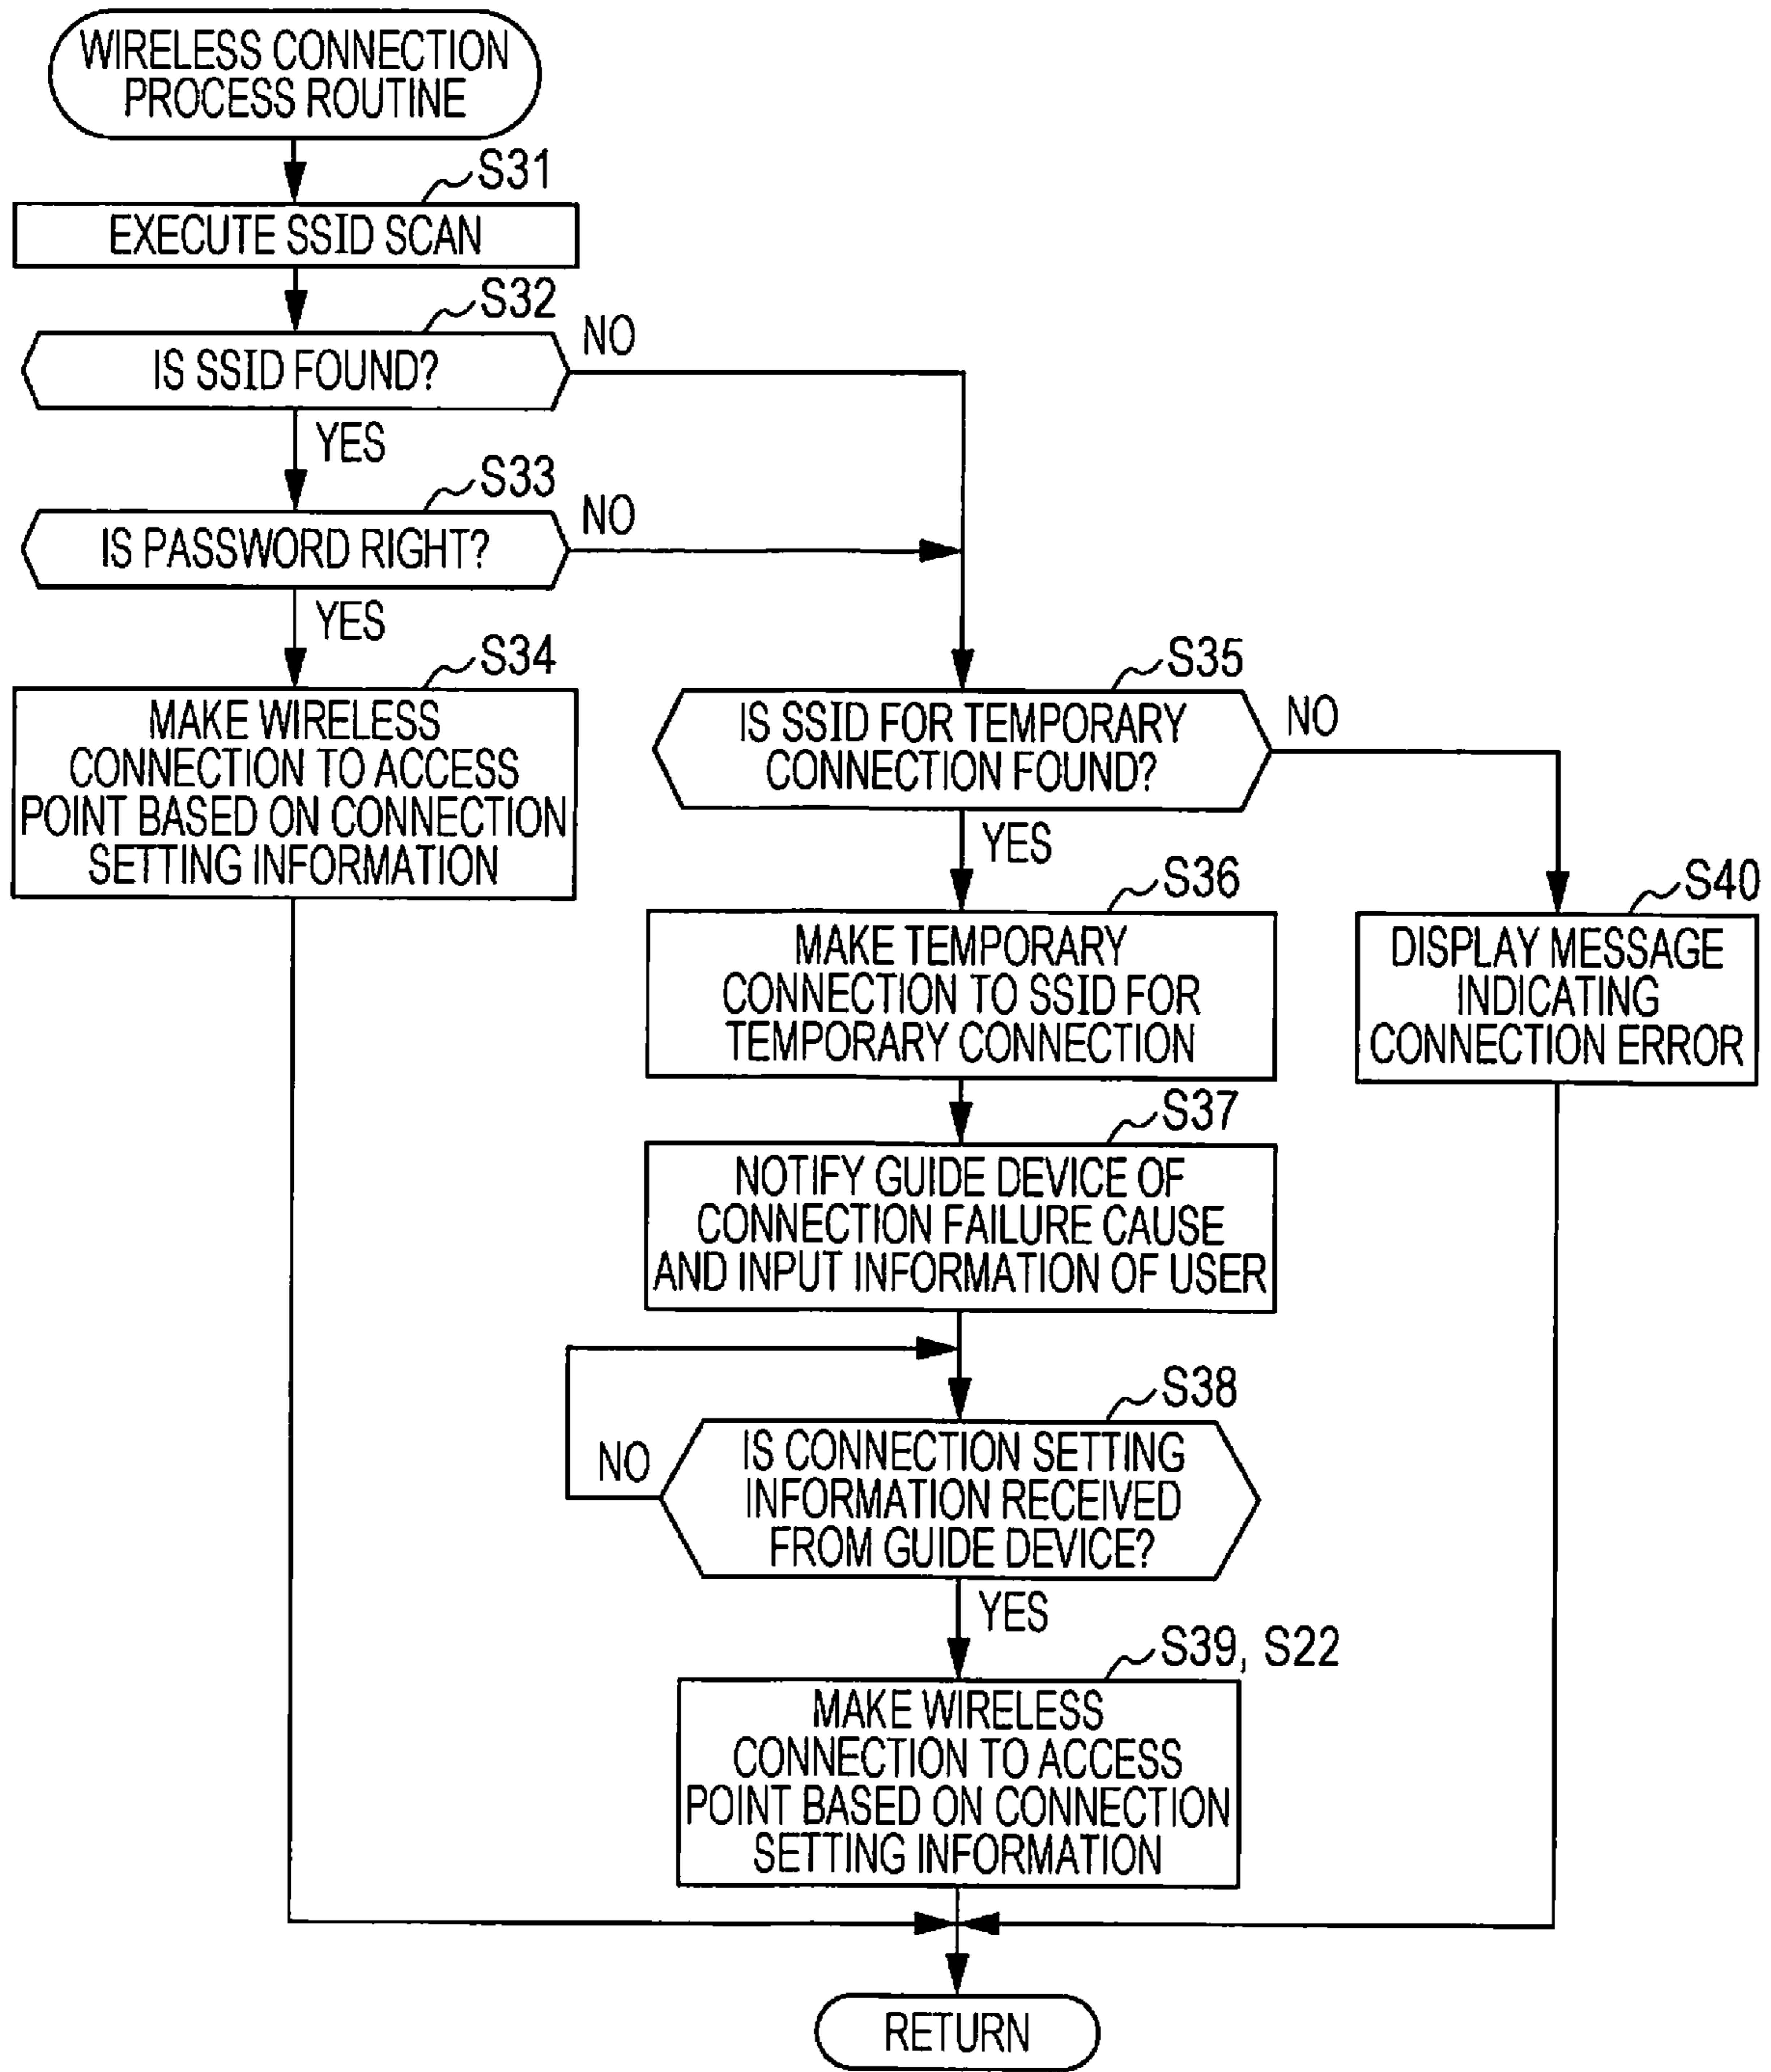 WIRELESS CONNECTION
PROCESS ROUTINE
S31
EXECUTE SSID SCAN
S32
IS SSID FOUND?
NO
YES
S33
IS PASSWORD RIGHT?
NO
YES
S34
MAKE WIRELESS
CONNECTION TO ACCESS
POINT BASED ON CONNECTION
SETTING INFORMATION
S35
IS SSID FOR TEMPORARY
CONNECTION FOUND?
NO
YES
S36
MAKE TEMPORARY
CONNECTION TO SSID FOR
TEMPORARY CONNECTION
S40
DISPLAY MESSAGE
INDICATING
CONNECTION ERROR
S37
NOTIFY GUIDE DEVICE OF
CONNECTION FAILURE CAUSE
AND INPUT INFORMATION OF USER
S38
IS CONNECTION SETTING
INFORMATION RECEIVED
FROM GUIDE DEVICE?
NO
YES
S39, S22
MAKE WIRELESS
CONNECTION TO ACCESS
POINT BASED ON CONNECTION
SETTING INFORMATION
RETURN